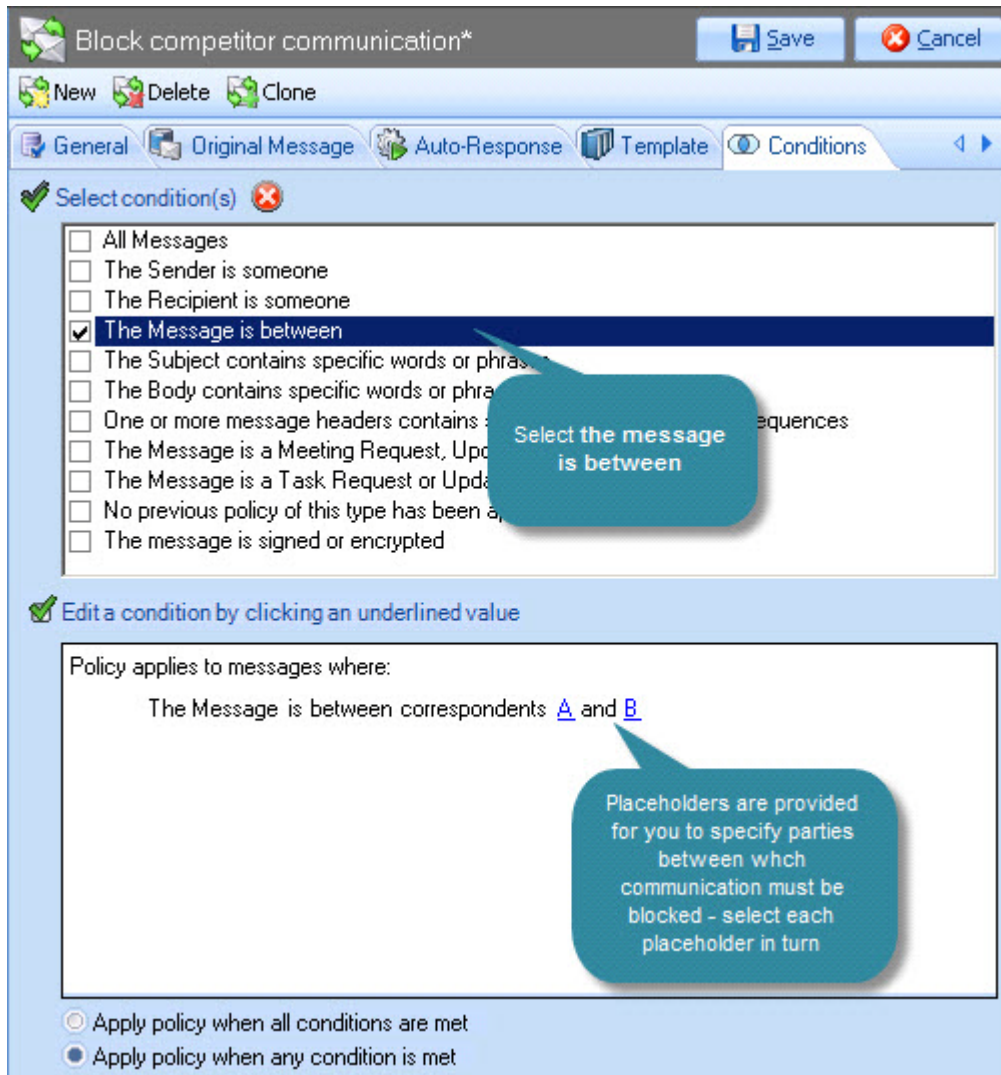 Block competitor communication*
Save
Cancel
New Delete Clone
General Original Message Auto-Response Template Conditions
Select condition(s)
All Messages
The Sender is someone
The Recipient is someone
The Message is between
The Subject contains specific words or phrases
The Body contains specific words or phra
One or more message headers contains equences
The Message is a Meeting Request, Upd
The Message is a Task Request or Upda
No previous policy of this type has been a
The message is signed or encrypted
Select the message
is between
Edit a condition by clicking an underlined value
Policy applies to messages where:
The Message is between correspondents A and B
Placeholders are provided
for you to specify parties
between whch
communication must be
blocked - select each
placeholder in turn
Apply policy when all conditions are met
Apply policy when any condition is met